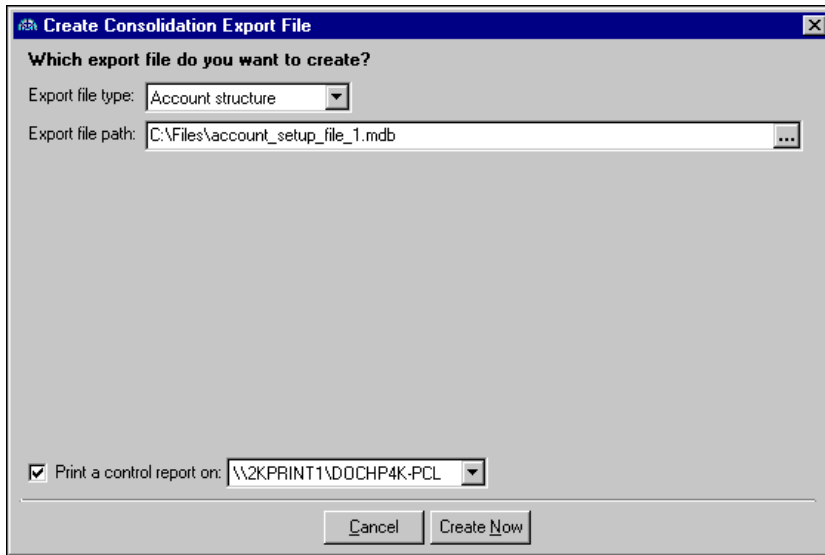 Create Consolidation Export File
Which export file do you want to create?
Export file type: Account structure
Export file path: C:\Files\account_setup_file_1.mdb ...
Print a control report on: \\2KPRINT1\DOCHP4K-PCL
Cancel Create Now